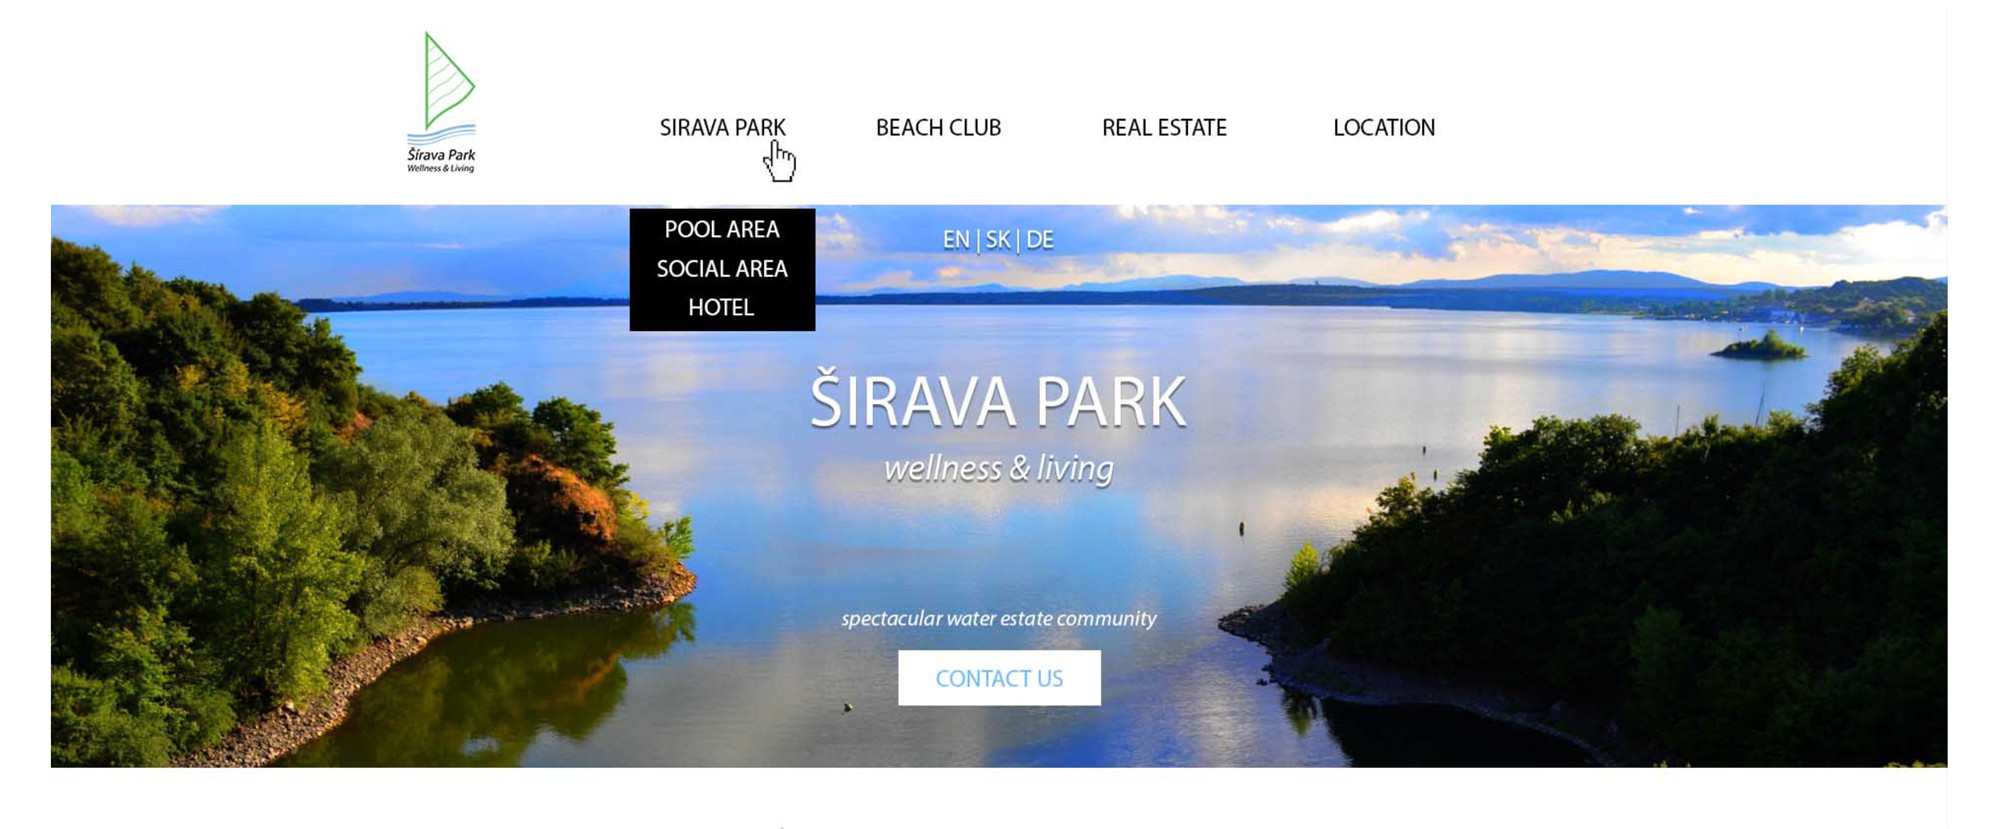 Šírava Park
Wellness & Living
SIRAVA PARK
BEACH CLUB
REAL ESTATE
LOCATION
POOL AREA
SOCIAL AREA
HOTEL
EN | SK | DE
ŠIRAVA PARK
wellness & living
spectacular water estate community
CONTACT US